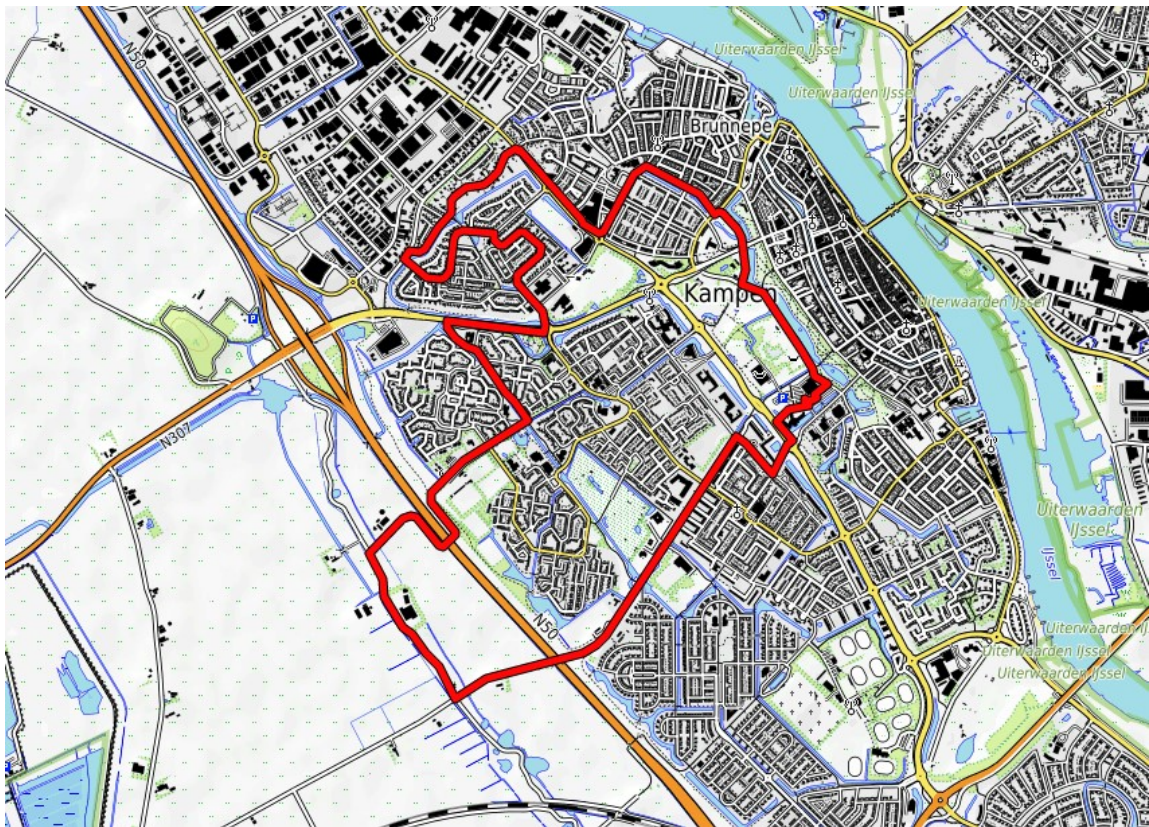 N50
Uiterwaarden IJssel
Uiterwaarden IJssel
Brunnepe
Kampen
Uiterwaarden IJssel
P
N307
P
Uiterwaarden
IJssel
IJssel
N50
Uiterwaarden IJ
Uiterwaarden IJssel
Uiterwaarden IJssel
P